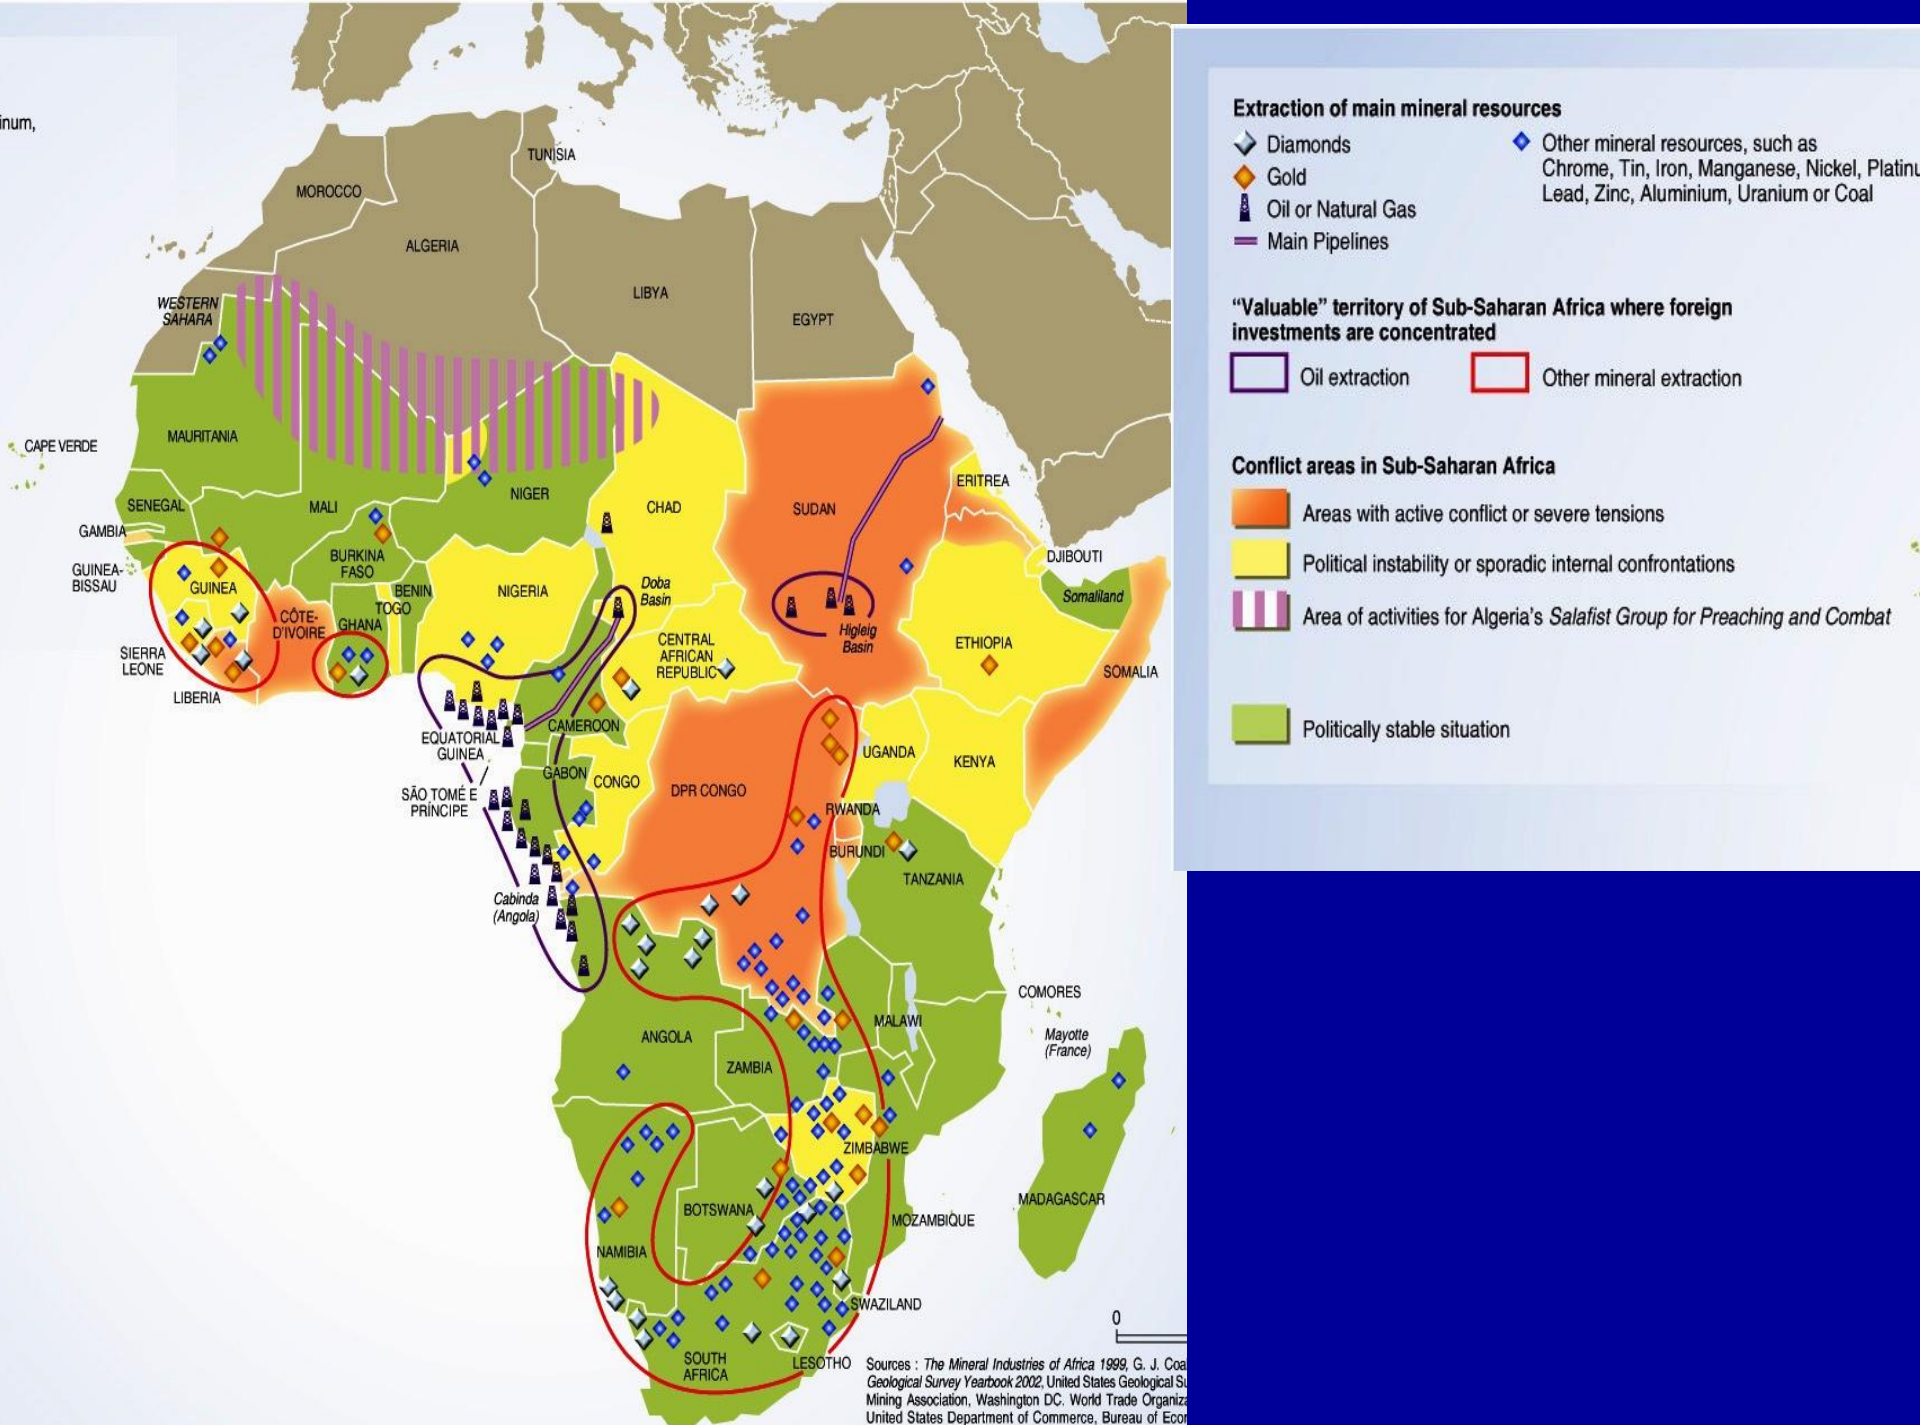 inum,
TUNISIA
MOROCCO
ALGERIA
LIBYA
EGYPT
WESTERN
SAHARA
MAURITANIA
CAPE VERDE
SENEGAL
MALI
NIGER
CHAD
SUDAN
ERITREA
GAMBIA
BURKINA
FASO
DJIBOUTI
GUINEA-
BISSAU
GUINEA
BENIN
TOGO
NIGERIA
Doba
Basin
Somaliland
CÔTE-
D'IVOIRE
GHANA
CENTRAL
AFRICAN
REPUBLIC
Higleig
Basin
ETHIOPIA
SIERRA
LEONE
SOMALIA
LIBERIA
CAMEROON
EQUATORIAL
GUINEA
UGANDA
KENYA
GABON
CONGO
DPR CONGO
SÃO TOMÉ E
PRÍNCIPE
RWANDA
BURUNDI
TANZANIA
Cabinda
(Angola)
COMORES
MALAWI
ANGOLA
Mayotte
(France)
ZAMBIA
ZIMBABWE
MADAGASCAR
BOTSWANA
MOZAMBIQUE
NAMIBIA
SWAZILAND
SOUTH
AFRICA
LESOTHO
0
Sources : The Mineral Industries of Africa 1999, G. J. Coa
Geological Survey Yearbook 2002, United States Geological Su
Mining Association, Washington DC. World Trade Organiza
United States Department of Commerce, Bureau of Ecor
Extraction of main mineral resources
Diamonds
Gold
Oil or Natural Gas
Main Pipelines
Other mineral resources, such as
Chrome, Tin, Iron, Manganese, Nickel, Platinu
Lead, Zinc, Aluminium, Uranium or Coal
“Valuable” territory of Sub-Saharan Africa where foreign
investments are concentrated
Oil extraction
Other mineral extraction
Conflict areas in Sub-Saharan Africa
Areas with active conflict or severe tensions
Political instability or sporadic internal confrontations
Area of activities for Algeria’s Salafist Group for Preaching and Combat
Politically stable situation